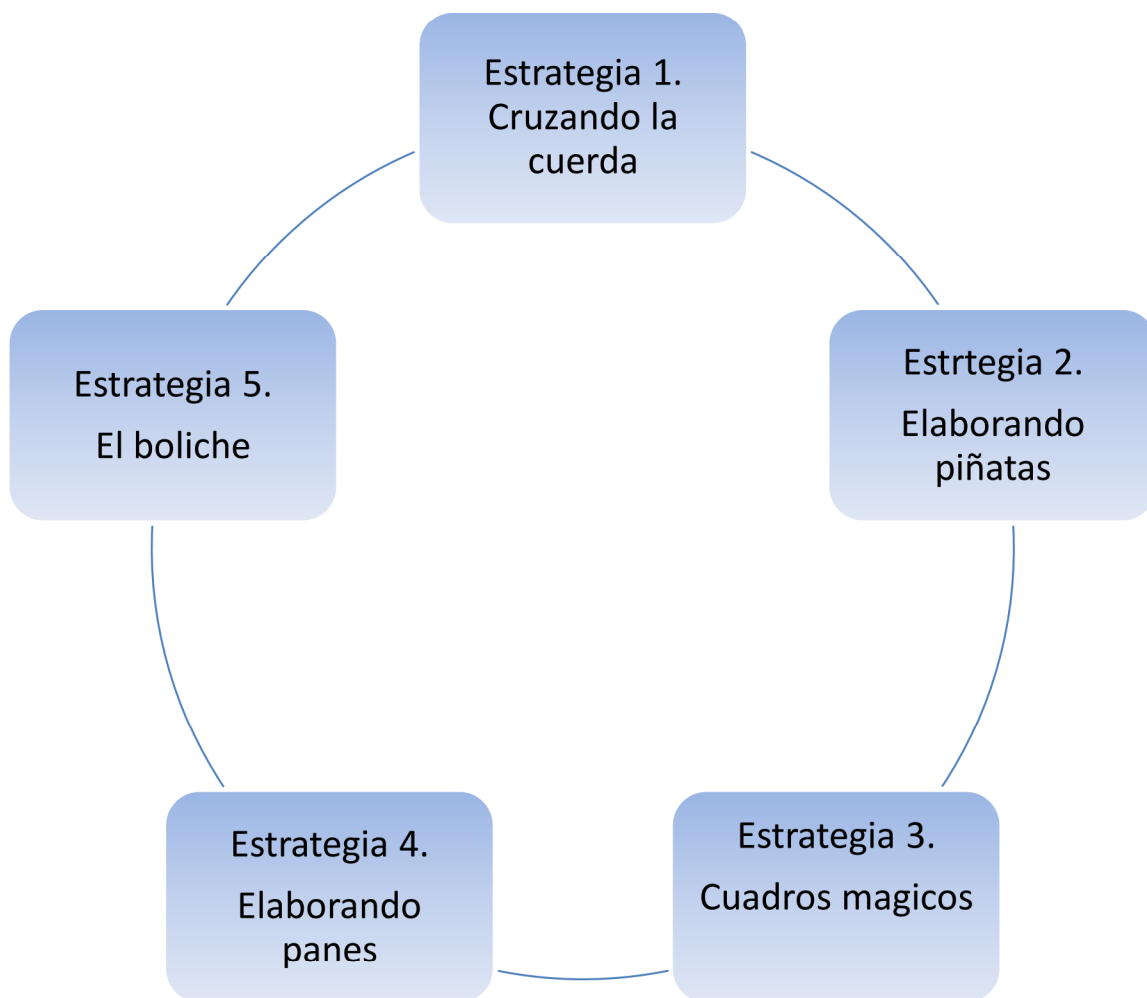 Estrategia 1.
Cruzando la
cuerda
Estrtegia 2.
Elaborando
piñatas
Estrategia 3.
Cuadros magicos
Estrategia 4.
Elaborando
panes
Estrategia 5.
El boliche